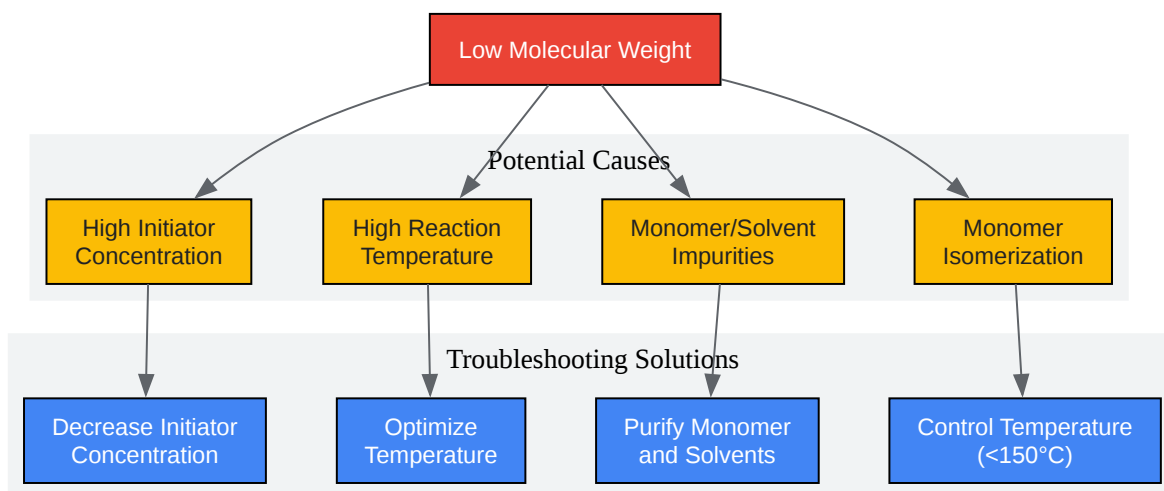 Low Molecular Weight
Potential Causes
High Initiator
Concentration
High Reaction
Temperature
Monomer/Solvent
Impurities
Monomer
Isomerization
Troubleshooting Solutions
Decrease Initiator
Concentration
Optimize
Temperature
Purify Monomer
and Solvents
Control Temperature
(<150°C)